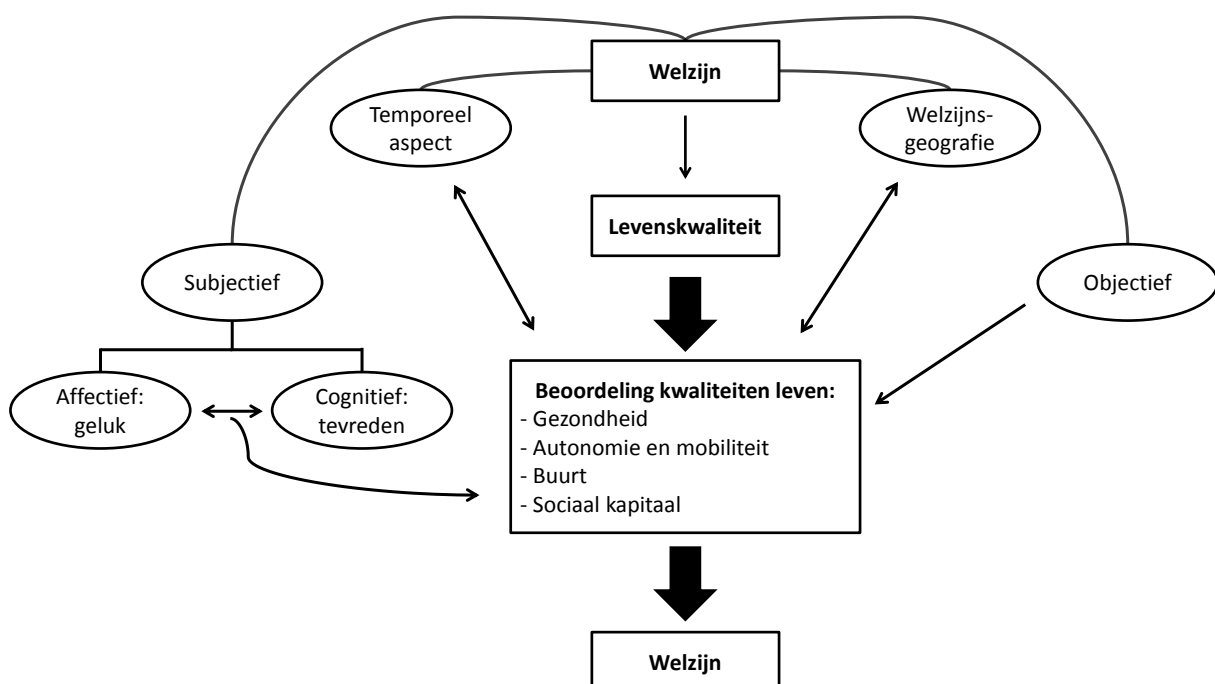 Welzijn
Temporeel
aspect
Welzijns-
geografie
Levenskwaliteit
Subjectief
Objectief
Affectief:
geluk
Cognitief:
tevreden
Beoordeling kwaliteiten leven:
- Gezondheid
- Autonomie en mobiliteit
- Buurt
- Sociaal kapitaal
Welzijn